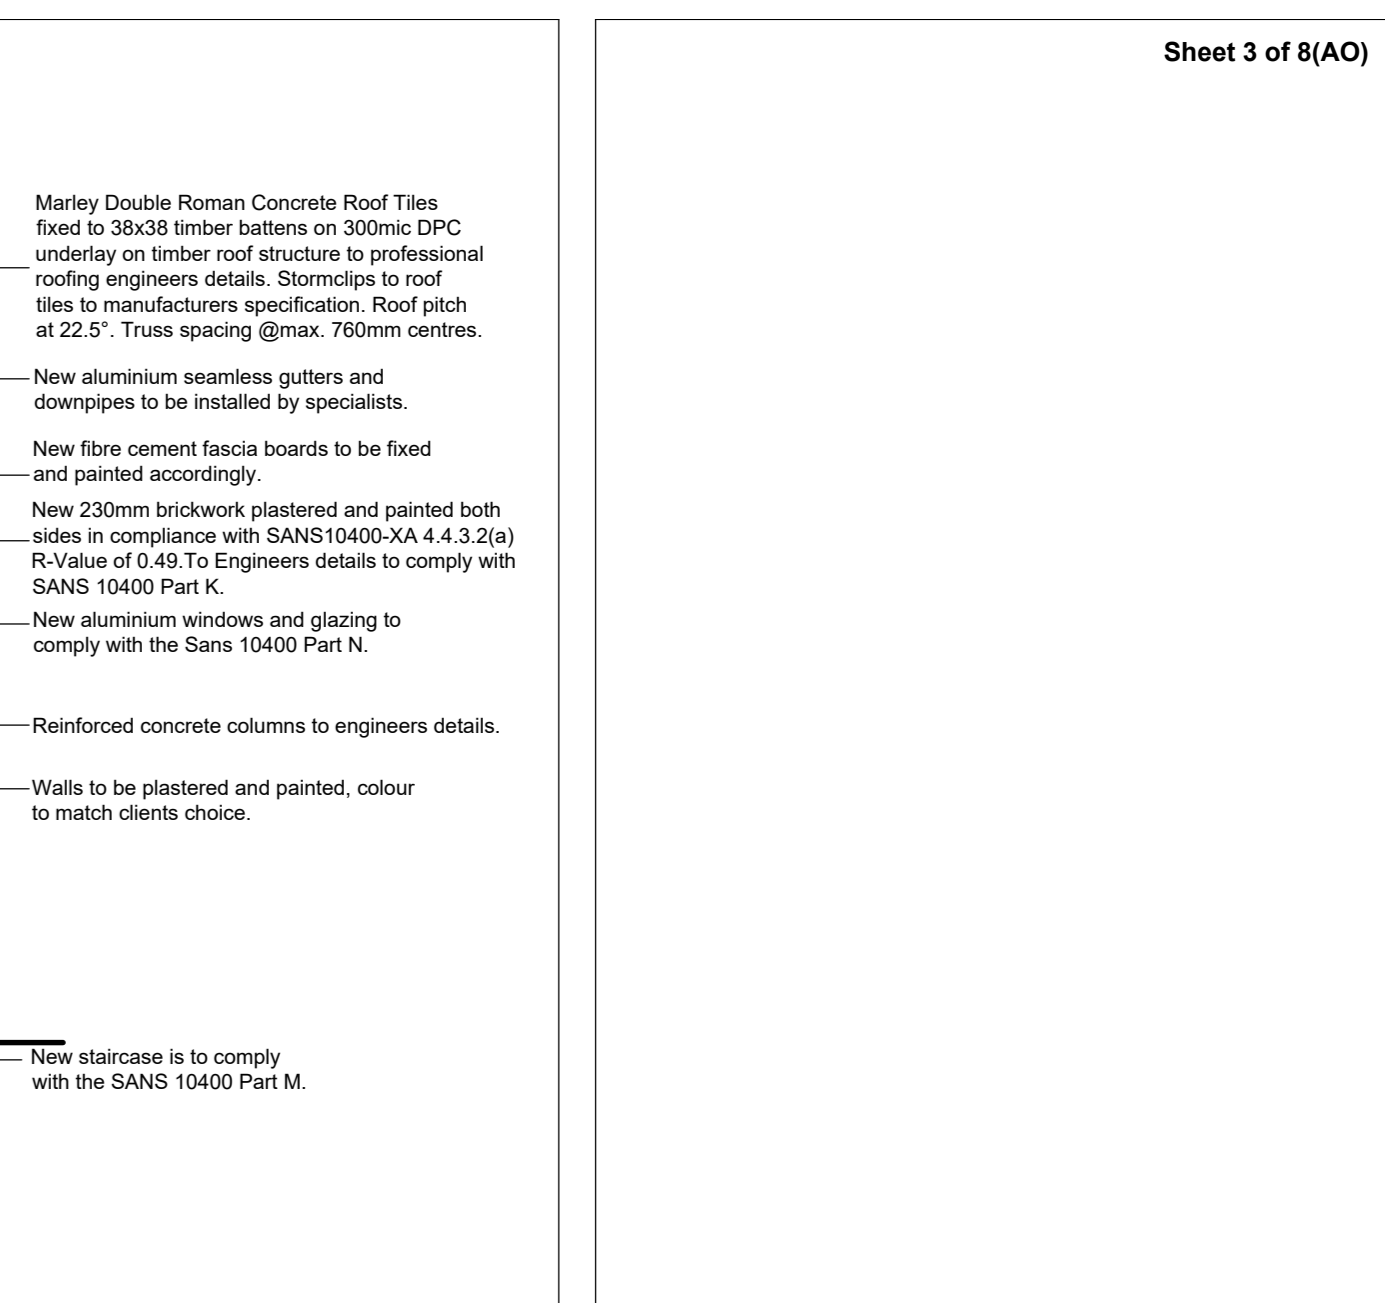 Sheet 3 of 8(AO)
Marley Double Roman Concrete Roof Tiles
fixed to 38x38 timber battens on 300mic DPC
underlay on timber roof structure to professional
roofing engineers details. Stormclips to roof
tiles to manufacturers specification. Roof pitch
at 22.5°. Truss spacing @max. 760mm centres.
New aluminium seamless gutters and
downpipes to be installed by specialists.
New fibre cement fascia boards to be fixed
and painted accordingly.
New 230mm brickwork plastered and painted both
sides in compliance with SANS10400-XA 4.4.3.2(a)
R-Value of 0.49.To Engineers details to comply with
SANS 10400 Part K.
New aluminium windows and glazing to
comply with the Sans 10400 Part N.
Reinforced concrete columns to engineers details.
Walls to be plastered and painted, colour
to match clients choice.
New staircase is to comply
with the SANS 10400 Part M.